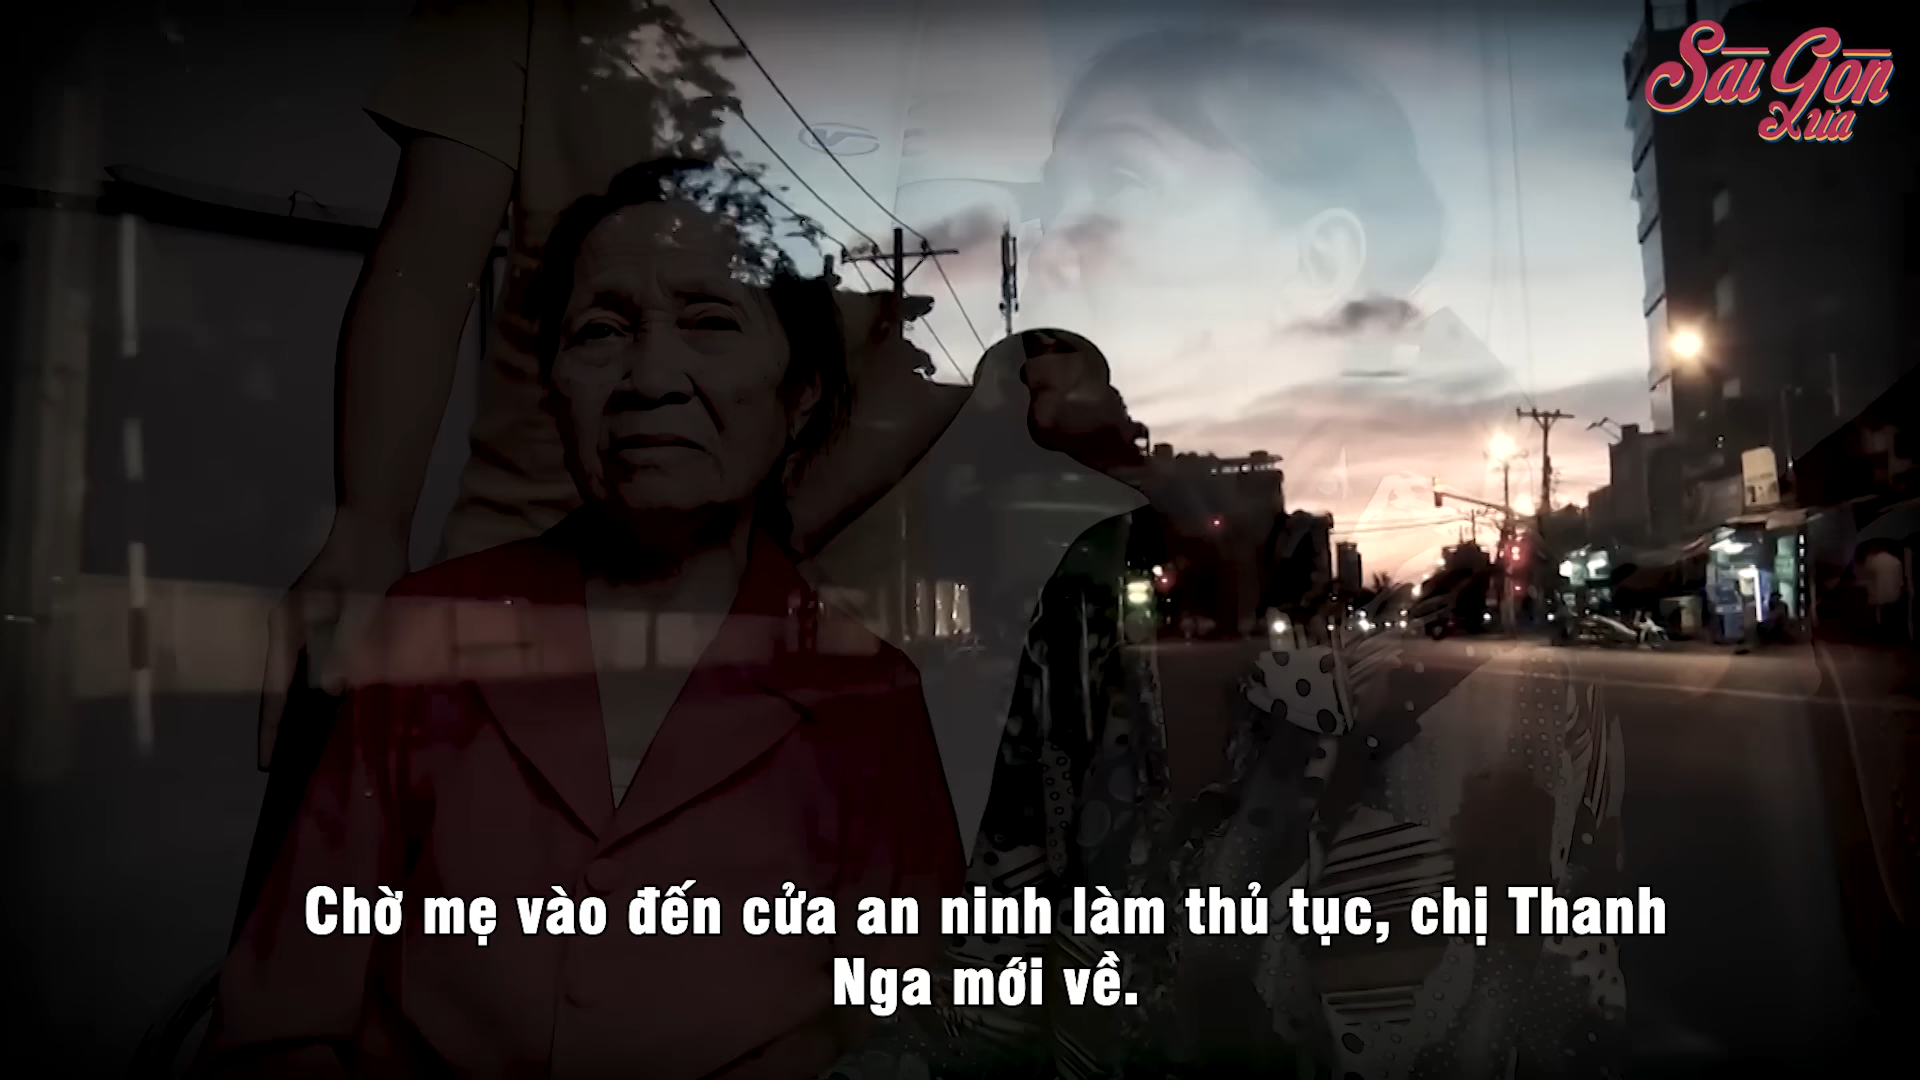 Sài Gòn
Xưa
Chờ mẹ vào đến cửa an ninh làm thủ tục, chị Thanh
Nga mới về.